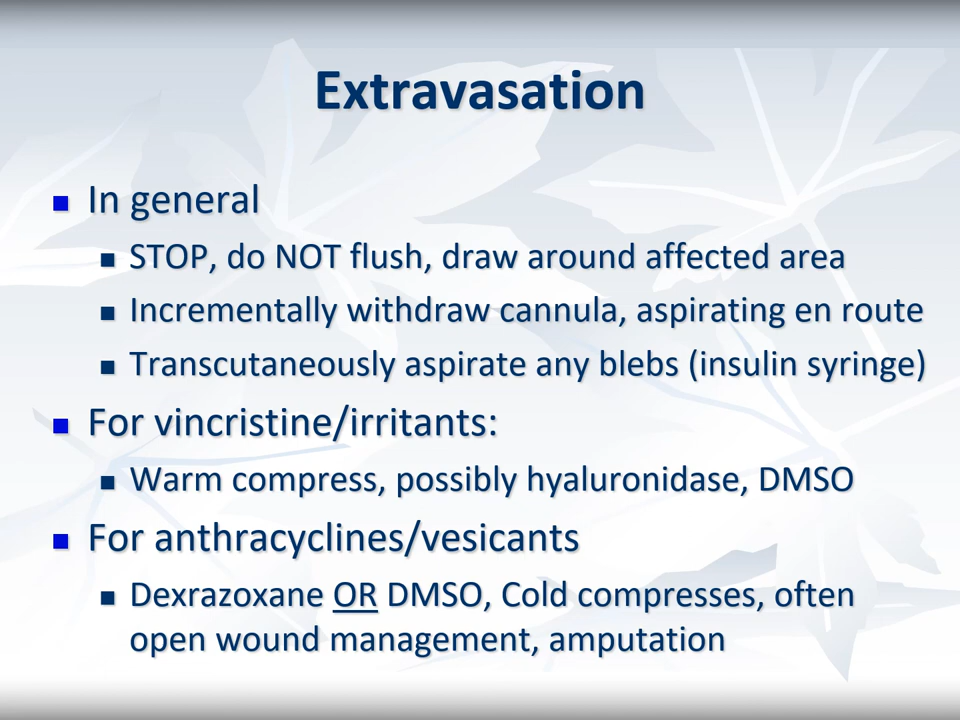 Extravasation
In general
STOP, do NOT flush, draw around affected area
Incrementally withdraw cannula, aspirating en route
Transcutaneously aspirate any blebs (insulin syringe)
For vincristine/irritants:
Warm compress, possibly hyaluronidase, DMSO
For anthracyclines/vesicants
Dexrazoxane OR DMSO, Cold compresses, often
open wound management, amputation